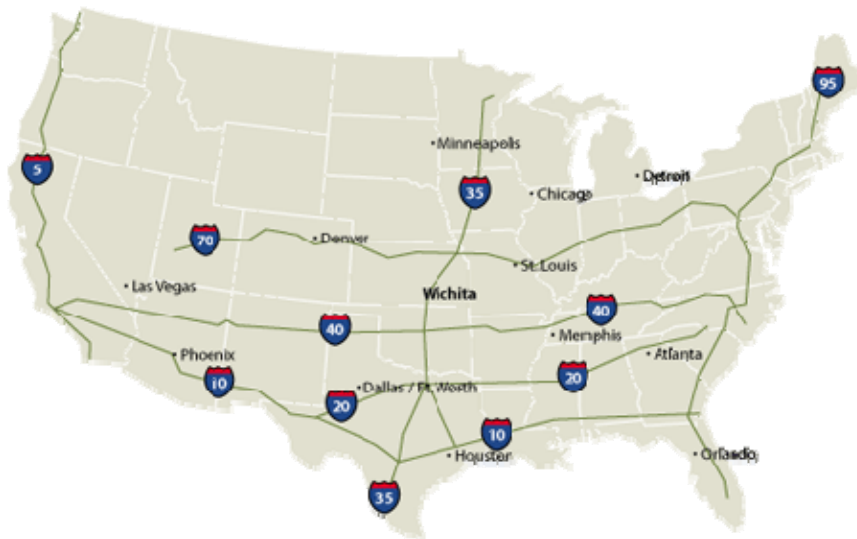 95
Minneapolis
5
Detroit
35
Chicago
70
Denver
St. Louis
Las Vegas
Wichita
40
40
Memphis
Phoenix
Atlanta
10
20
Dallas / Ft. Worth
20
10
Houston
Orlando
35